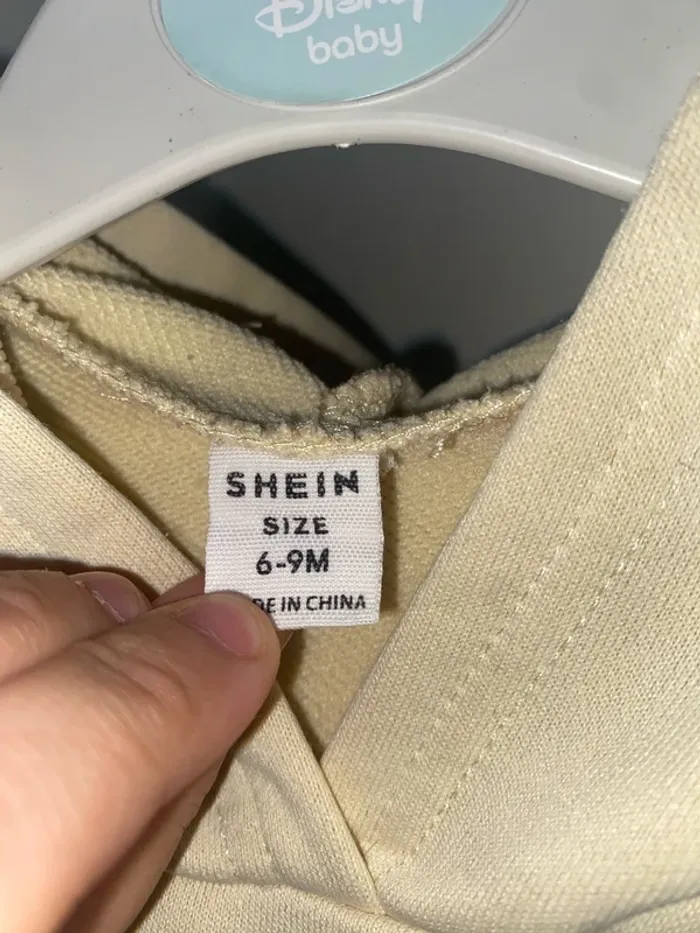 Disney
baby
SHEIN
SIZE
6-9M
DE IN CHINA